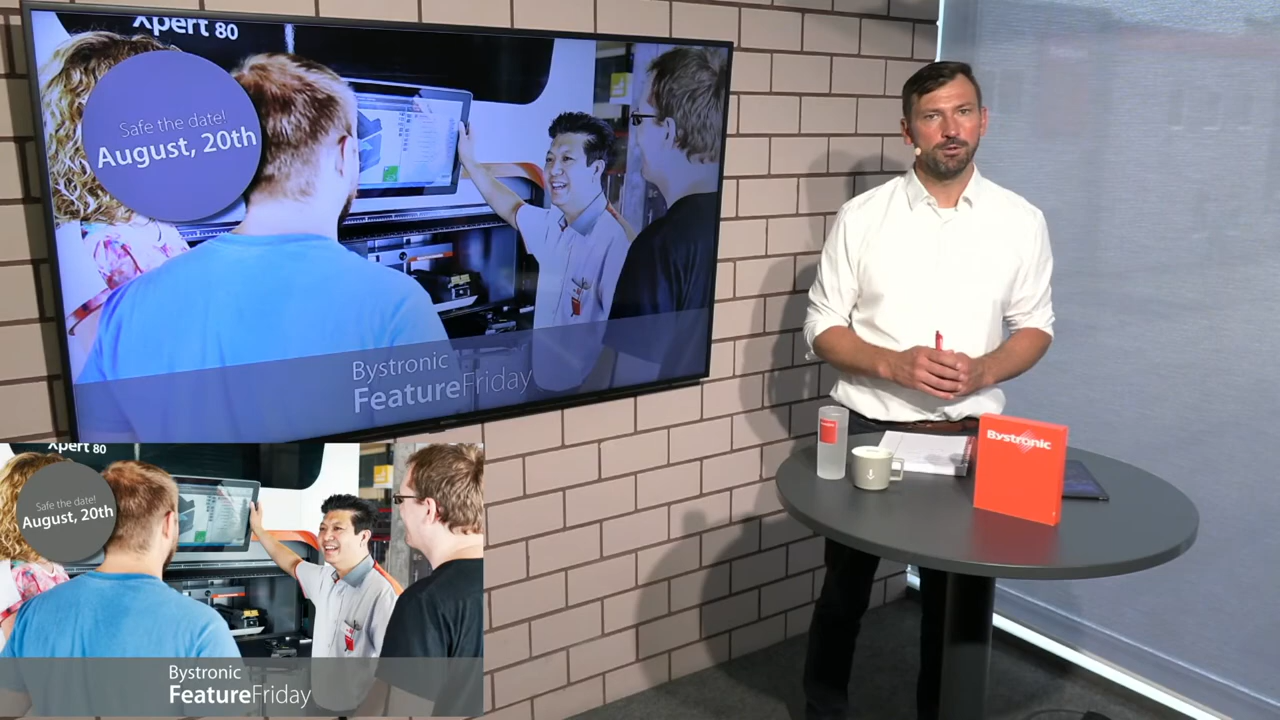 Xpert 80
Safe the date!
August, 20th
Bystronic
FeatureFriday
Xpert 80
Safe the date!
August, 20th
Bystronic
FeatureFriday
Bystronic